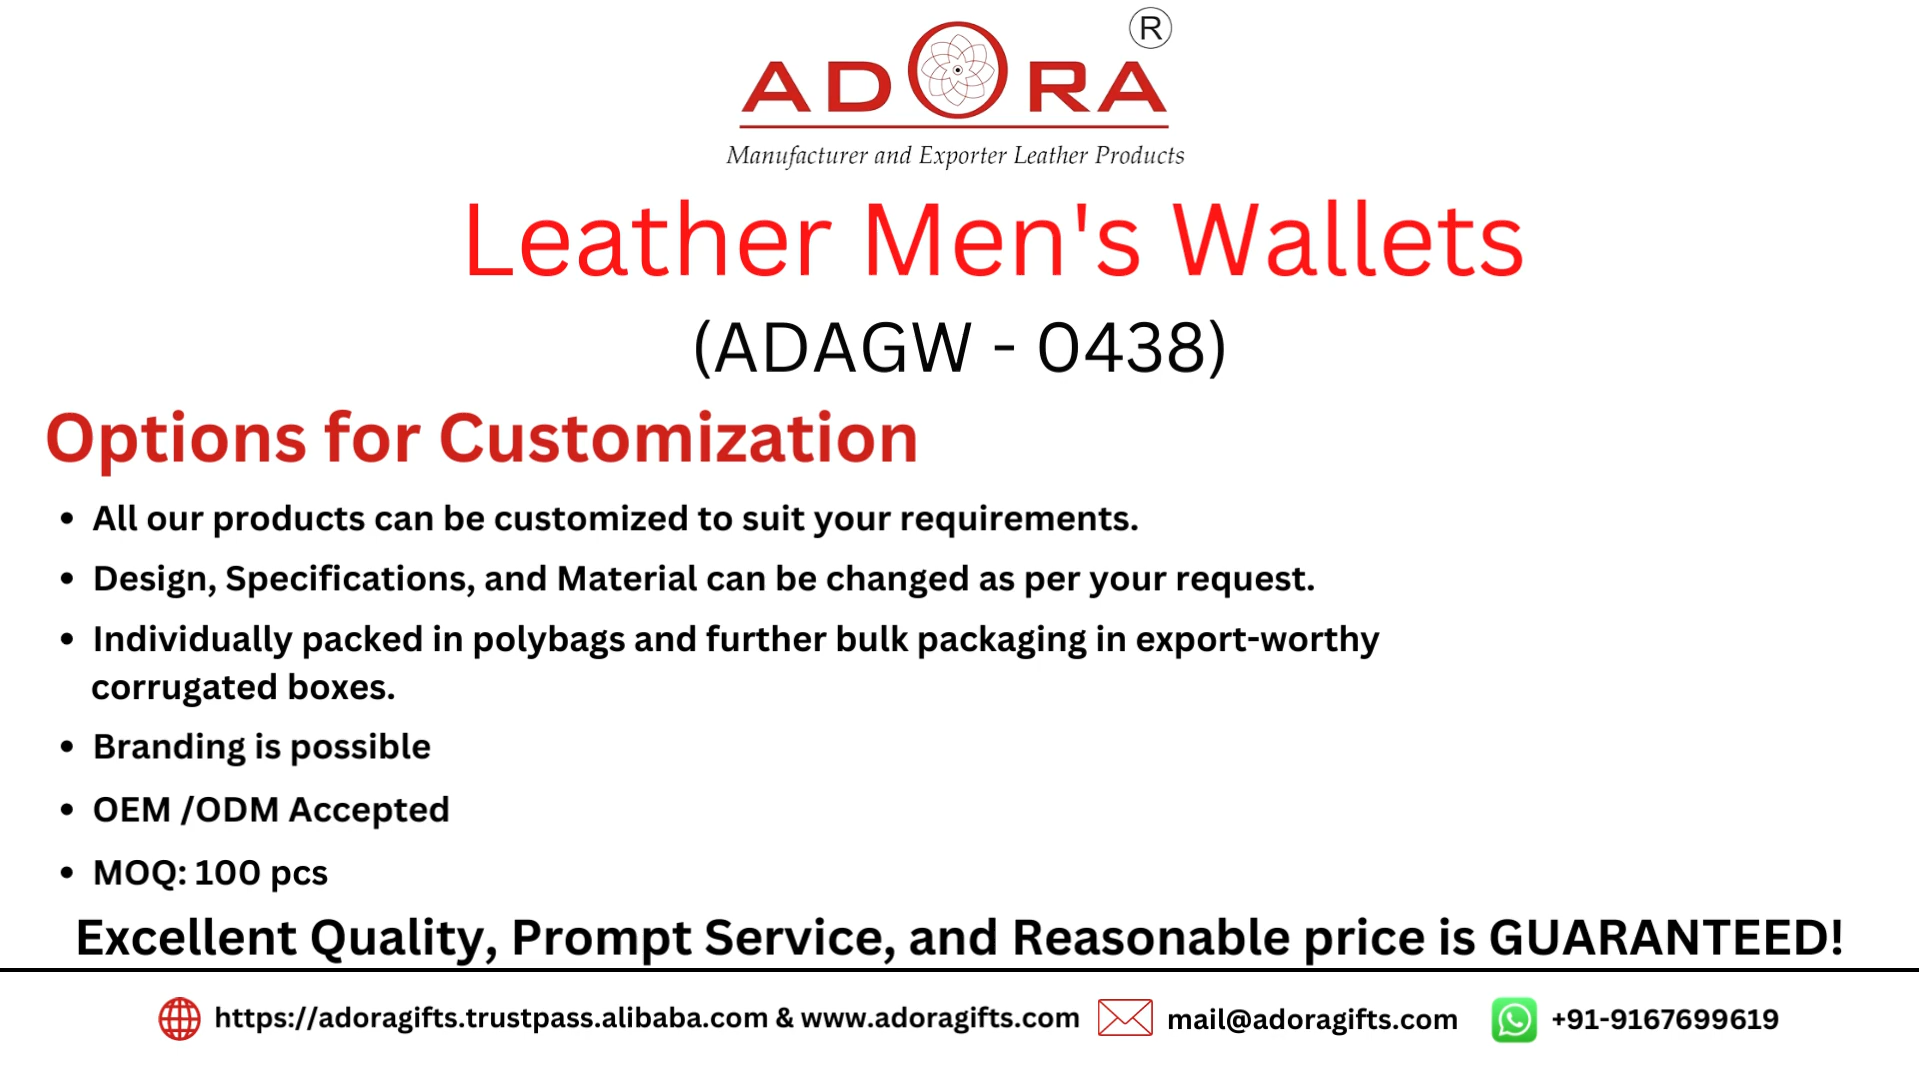 ADORA ®
Manufacturer and Exporter Leather Products
Leather Men's Wallets
(ADAGW - 0438)
Options for Customization
• All our products can be customized to suit your requirements.
• Design, Specifications, and Material can be changed as per your request.
• Individually packed in polybags and further bulk packaging in export-worthy
corrugated boxes.
• Branding is possible
• OEM /ODM Accepted
• MOQ: 100 pcs
Excellent Quality, Prompt Service, and Reasonable price is GUARANTEED!
https://adoragifts.trustpass.alibaba.com & www.adoragifts.com mail@adoragifts.com +91-9167699619